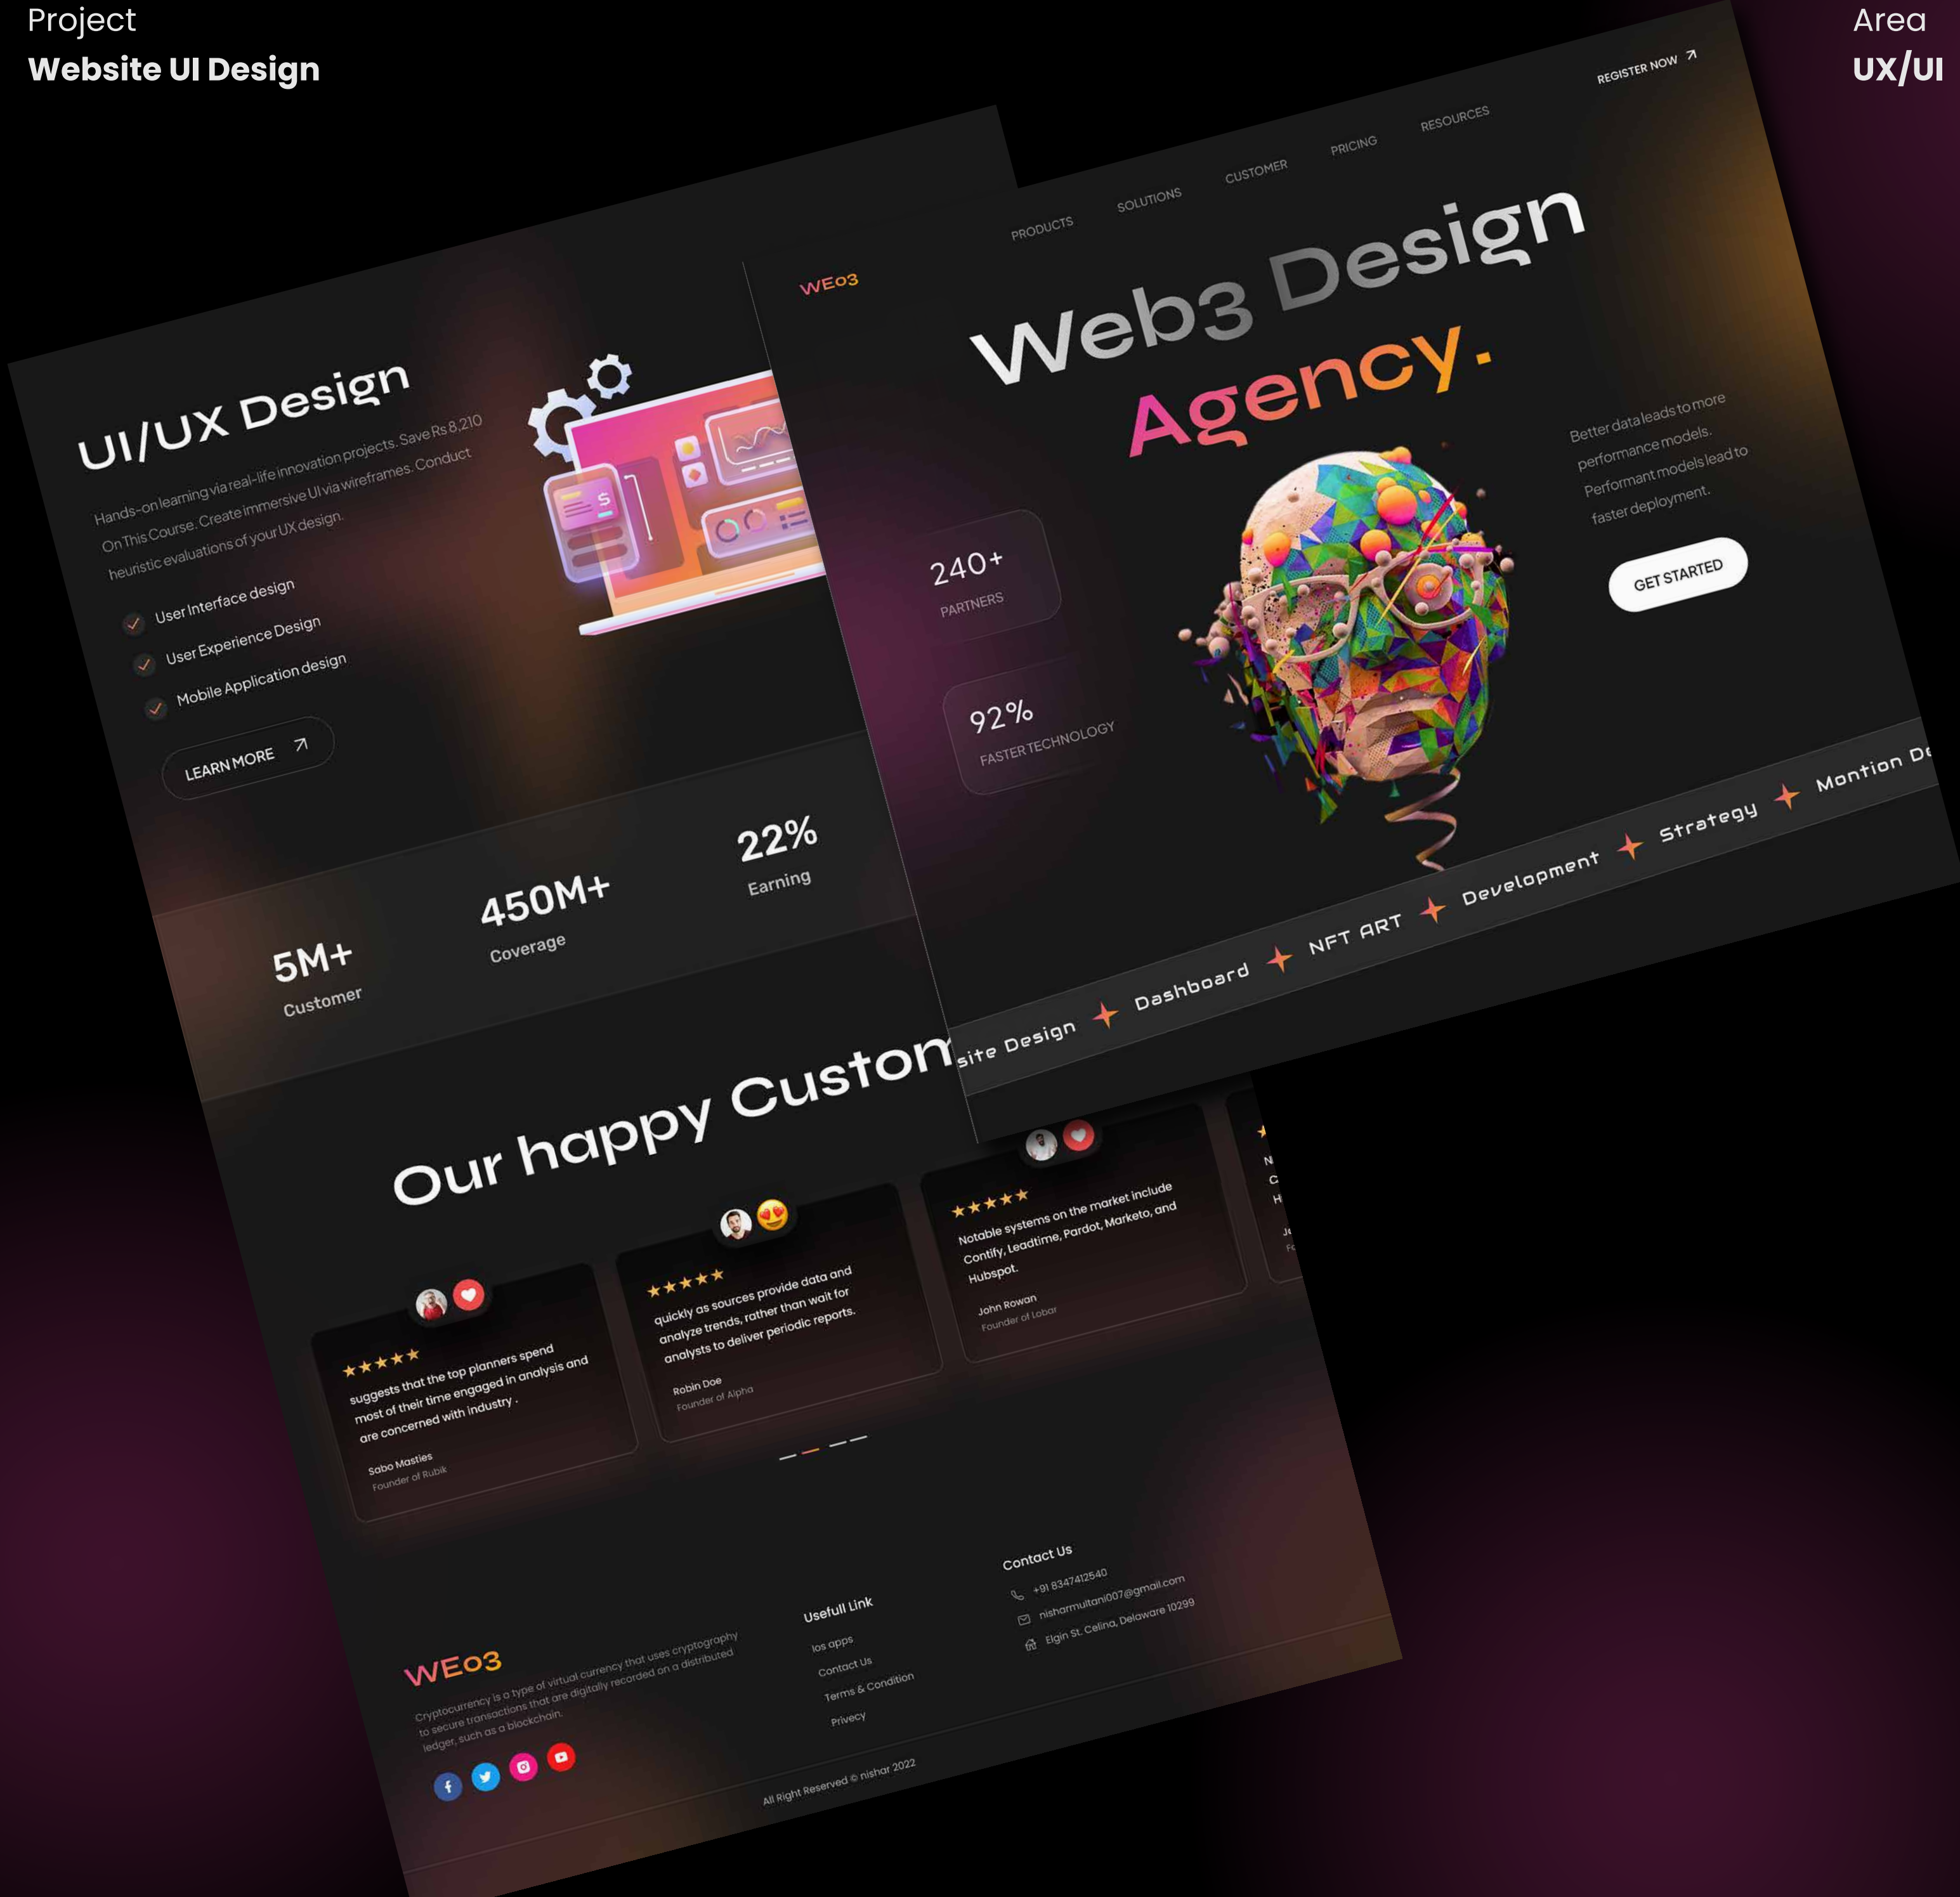 Project
Website UI Design
Area
UX/UI
REGISTER NOW
WEo3
PRODUCTS
SOLUTIONS
CUSTOMER
PRICING
RESOURCES
Web3 Design
Agency.
Better data leads to more
performance models.
Performant models lead to
faster deployment.
GET STARTED
240+
PARTNERS
92%
FASTER TECHNOLOGY
site Design
Dashboard
NFT ART
Development
Strategy
Montion De
UI/UX Design
Hands-on learning via real-life innovation projects. Save Rs 8,210
On This Course. Create immersive UI via wireframes. Conduct
heuristic evaluations of your UX design.
$
User Interface design
User Experience Design
Mobile Application design
LEARN MORE
5M+
Customer
450M+
Coverage
22%
Earning
Our happy Custom
suggests that the top planners spend
most of their time engaged in analysis and
are concerned with industry .
Sabo Masties
Founder of Rubik
quickly as sources provide data and
analyze trends, rather than wait for
analysts to deliver periodic reports.
Robin Doe
Founder of Alpha
Notable systems on the market include
Contify, Leadtime, Pardot, Marketo, and
Hubspot.
John Rowan
Founder of Lobar
WEo3
Cryptocurrency is a type of virtual currency that uses cryptography
to secure transactions that are digitally recorded on a distributed
ledger, such as a blockchain.
Usefull Link
Ios apps
Contact Us
Terms & Condition
Privacy
Contact Us
+91 8347412540
nisharmultani007@gmail.com
Elgin St. Celina, Delaware 10299
All Right Reserved © nishar 2022